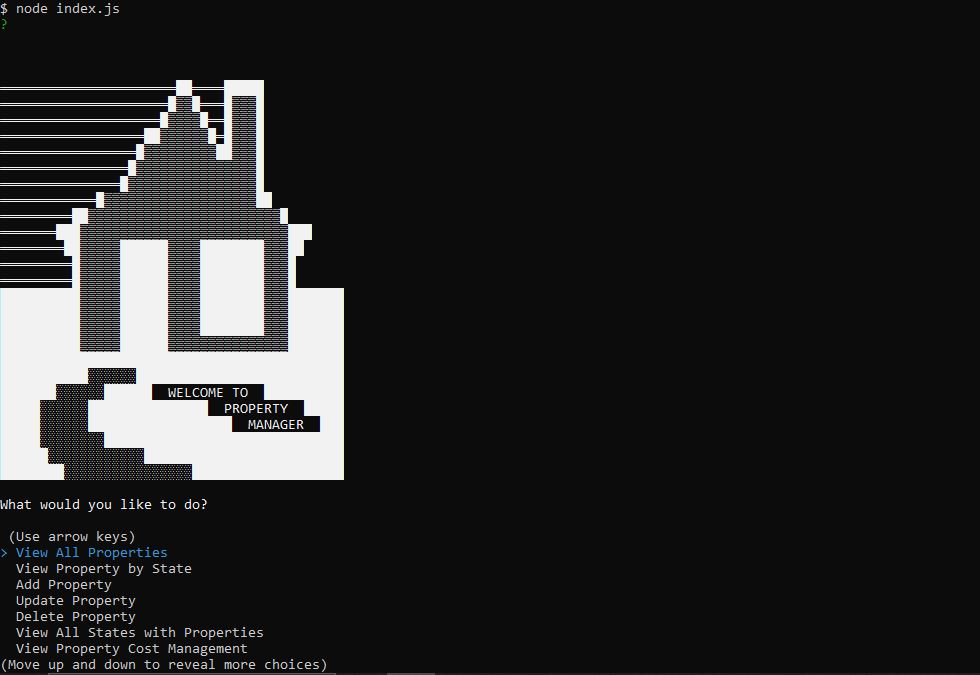 $ node index.js
?
WELCOME TO
PROPERTY
MANAGER
What would you like to do?
(Use arrow keys)
> View All Properties
View Property by State
Add Property
Update Property
Delete Property
View All States with Properties
View Property Cost Management
(Move up and down to reveal more choices)